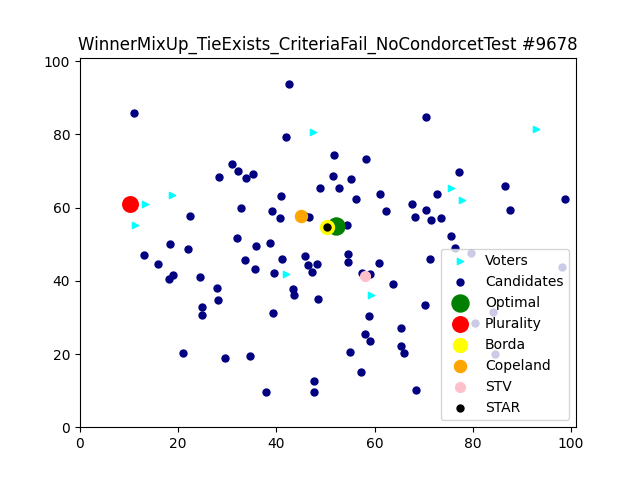 WinnerMixUp_TieExists_CriteriaFail_NoCondorcetTest #9678
100
80
60
40
20
0
0 20 40 60 80 100
Voters
Candidates
Optimal
Plurality
Borda
Copeland
STV
STAR